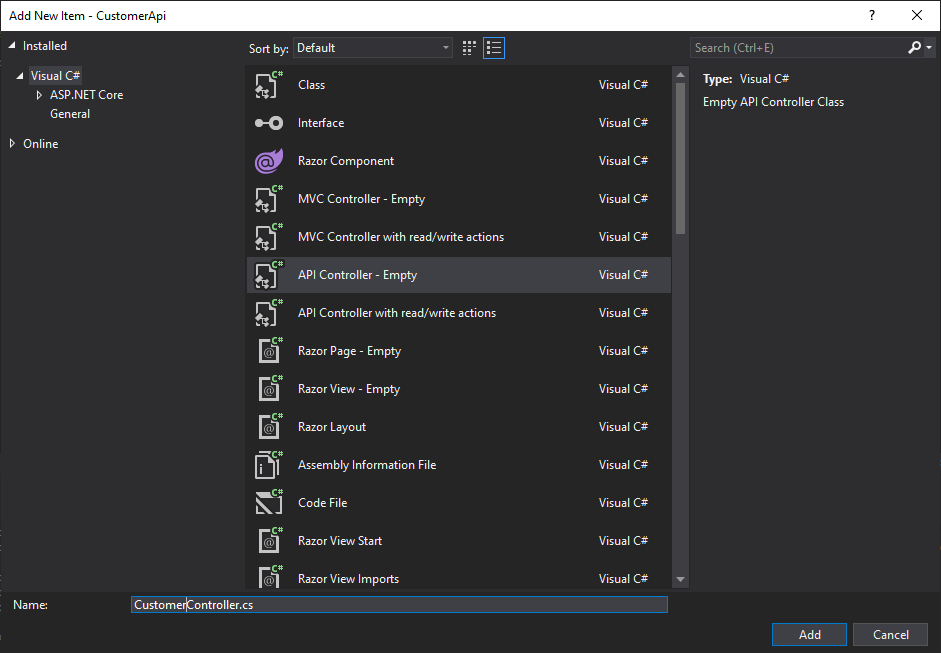 Add New Item - CustomerApi
?
Installed
Visual C#
ASP.NET Core
General
Online
Sort by: Default
Search (Ctrl+E)
C# Class Visual C#
Interface Visual C#
@ Razor Component Visual C#
C# MVC Controller - Empty Visual C#
C# MVC Controller with read/write actions Visual C#
C# API Controller - Empty Visual C#
C# API Controller with read/write actions Visual C#
C# @ Razor Page - Empty Visual C#
C# @ Razor View - Empty Visual C#
C# @ Razor Layout Visual C#
C# i Assembly Information File Visual C#
C# Code File Visual C#
C# @ Razor View Start Visual C#
C# @ Razor View Imports Visual C#
Type: Visual C#
Empty API Controller Class
Name: CustomerController.cs
Add Cancel